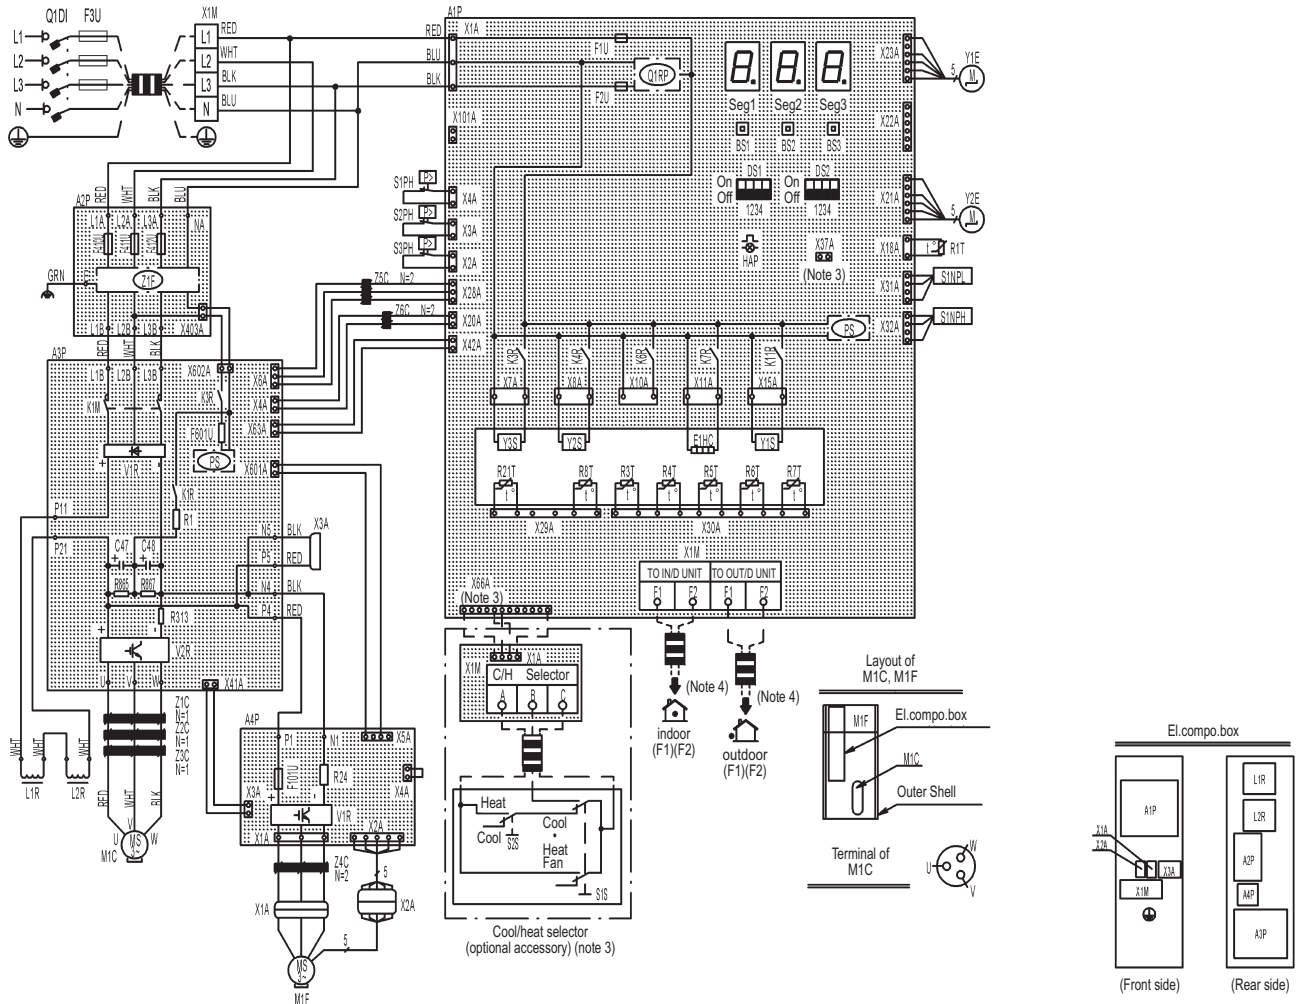 Q1DI F3U X1M
L1 L1 RED
L2 L2 WHT
L3 L3 BLK
N N BLU
A1P
RED X1A
BLU
BLK
F1U
Q1RP
F2U
X101A
Seg1 Seg2 Seg3
BS1 BS2 BS3
DS1 DS2
On On
Off Off
1234 1234
HAP
X37A
(Note 3)
X23A 5 Y1E
M
X22A
X21A 5 Y2E
M
X18A t° R1T
X31A S1NPL
X32A S1NPH
S1PH P> X4A
S2PH P> X3A
S3PH P> X2A
Z5C N=2
X28A
Z6C N=2
X20A
X42A
PS
K3R K4R K6R K7R K11R
X7A X8A X10A X11A X15A
Y3S Y2S E1HC Y1S
R21T R8T R3T R4T R5T R6T R7T
t° t° t° t° t° t° t°
X29A X30A
X1M
TO IN/D UNIT TO OUT/D UNIT
F1 F2 F1 F2
(Note 4) (Note 4)
indoor
(F1)(F2)
outdoor
(F1)(F2)
X66A
(Note 3)
X1M X1A
C/H Selector
A B C
Heat
Cool
S2S
Cool
Heat
Fan
S1S
Cool/heat selector
(optional accessory) (note 3)
RED WHT BLK BLU
A2P
L1A L2A L3A NA
F410U F411U F412U
GRN E Z1F
L1B L2B L3B X403A
RED WHT BLK
A3P
L1B L2B L3B X602A
K1M K3R
X6A
X4A
F601U X63A
V1R PS
X601A
K1R
R1
P11
P21
C47 C48
R865 R867
N5 BLK X3A
P5 RED
N4 BLK
P4 RED
R313
V2R
U V W X41A
Z1C
N=1
Z2C
N=1
Z3C
N=1
WHT WHT WHT WHT
L1R L2R
RED WHT BLK
U V W
M1C MS
3~
A4P
P1 N1 X5A
F101U R24
X3A X4A
V1R
X1A X2A
Z4C
N=2
5
X1A X2A
5
MS
3~
M1F
Layout of
M1C, M1F
M1F
El.compo.box
M1C
Outer Shell
Terminal of
M1C
U W V
El.compo.box
A1P
X1A
X2A
X3A
X1M
L1R
L2R
A2P
A4P
A3P
(Front side) (Rear side)